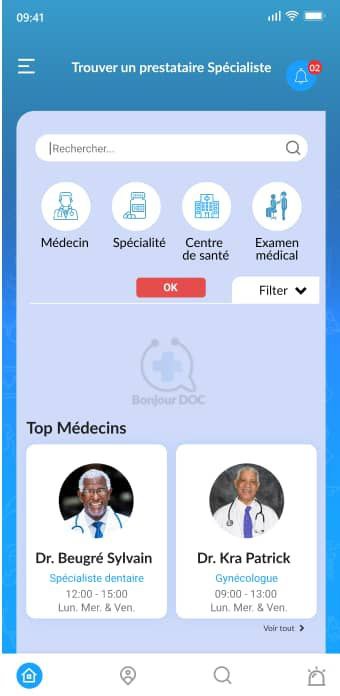 09:41
Trouver un prestataire Spécialiste
02
Rechercher...
Médecin
Spécialité
Centre
de santé
Examen
médical
OK
Filter
Bonjour DOC
Top Médecins
Dr. Beugré Sylvain
Spécialiste dentaire
12:00 - 15:00
Lun. Mer. & Ven.
Dr. Kra Patrick
Gynécologue
09:00 - 13:00
Lun. Mer. & Ven.
Voir tout